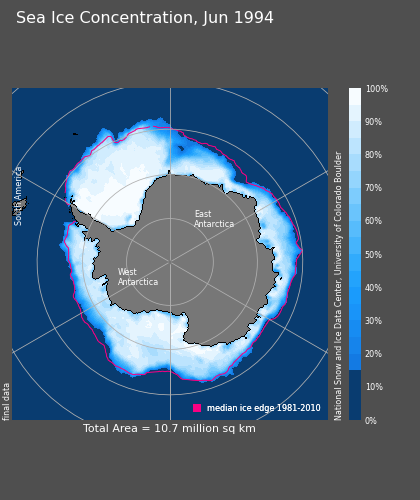 Sea Ice Concentration, Jun 1994
100%
90%
80%
70%
60%
50%
40%
30%
20%
10%
0%
South America
East
Antarctica
West
Antarctica
National Snow and Ice Data Center, University of Colorado Boulder
final data
median ice edge 1981-2010
Total Area = 10.7 million sq km